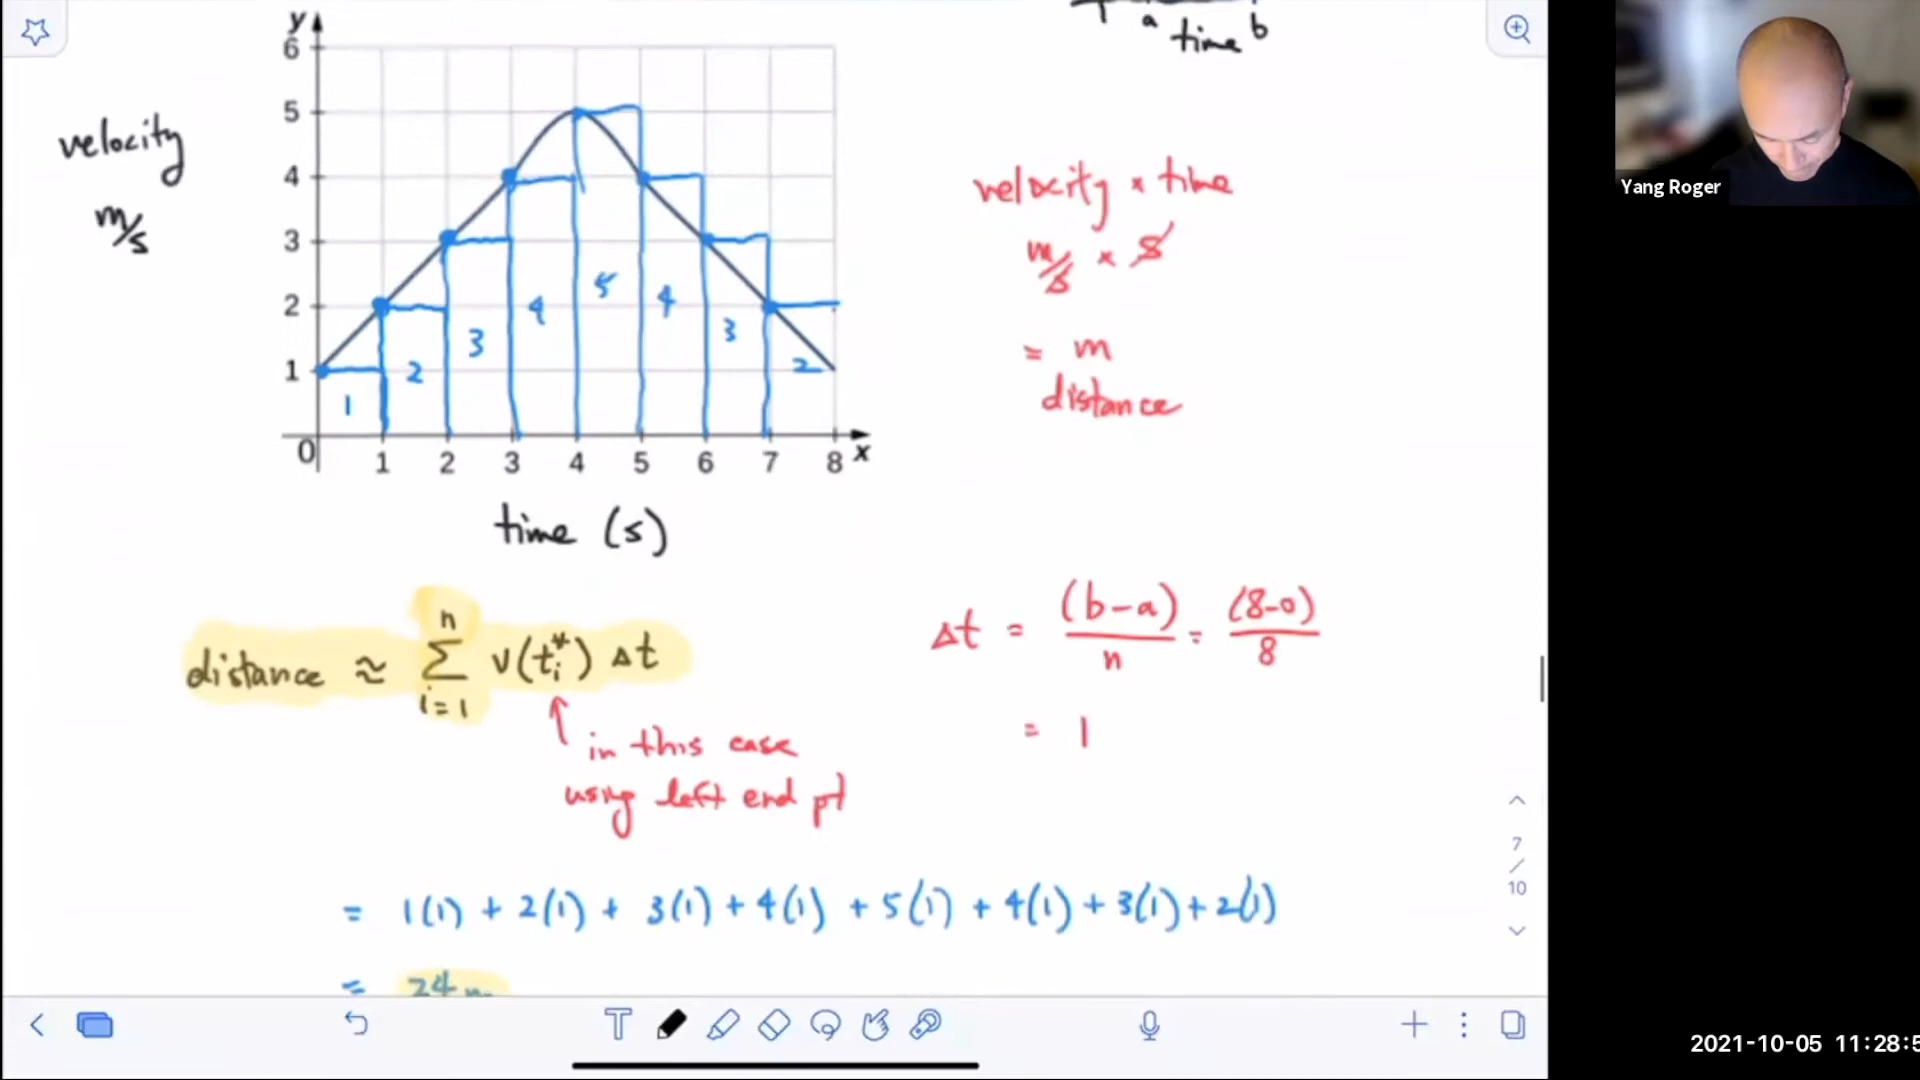 y
6
5
4
3
2
1
0
1 2 3 4 5 6 7 8 x
velocity
m/s
1 2 3 4 5 4 3 2
time (s)
a time b
velocity × time
m/s × s
= m
distance
distance ≈ n Σ i=1 v(tᵢ*) Δt
↑ in this case
using left end pt
Δt = (b-a)/n = (8-0)/8
= 1
= 1(1) + 2(1) + 3(1) + 4(1) + 5(1) + 4(1) + 3(1) + 2(1)
= 24 m
7
/
10
T
Yang Roger
2021-10-05 11:28:5